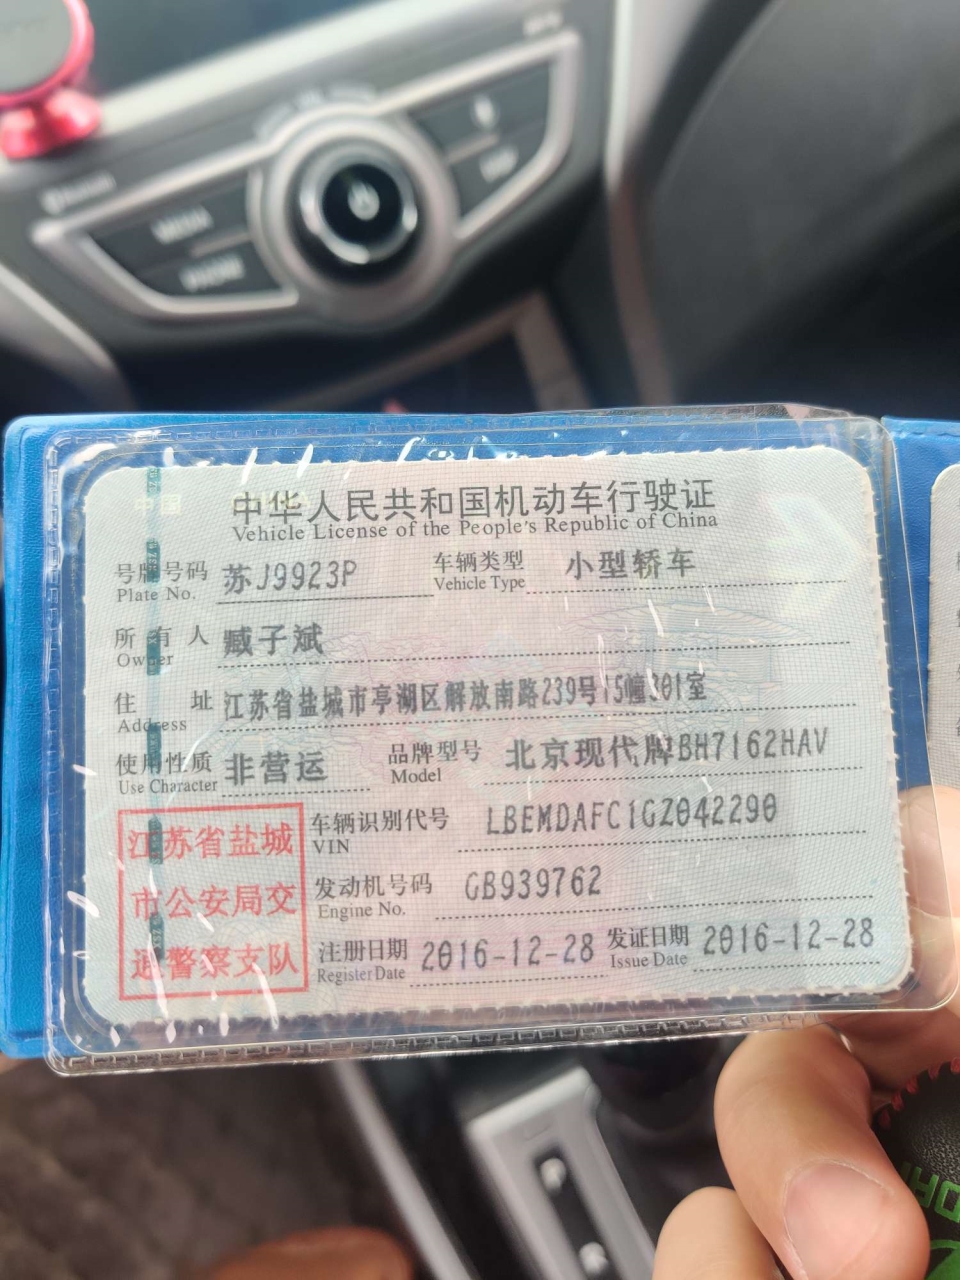 中华人民共和国机动车行驶证
Vehicle License of the People's Republic of China
号牌号码 苏J9923P 车辆类型 小型轿车
Plate No. Vehicle Type
所有人 臧子斌
Owner
住址 江苏省盐城市亭湖区解放南路239号15幢301室
Address
使用性质 非营运 品牌型号 北京现代牌BH7162HAV
Use Character Model
江苏省盐城
市公安局交
通警察支队
车辆识别代号 LBEMDAFC1GZ042290
VIN
发动机号码 GB939762
Engine No.
注册日期 2016-12-28 发证日期 2016-12-28
Register Date Issue Date